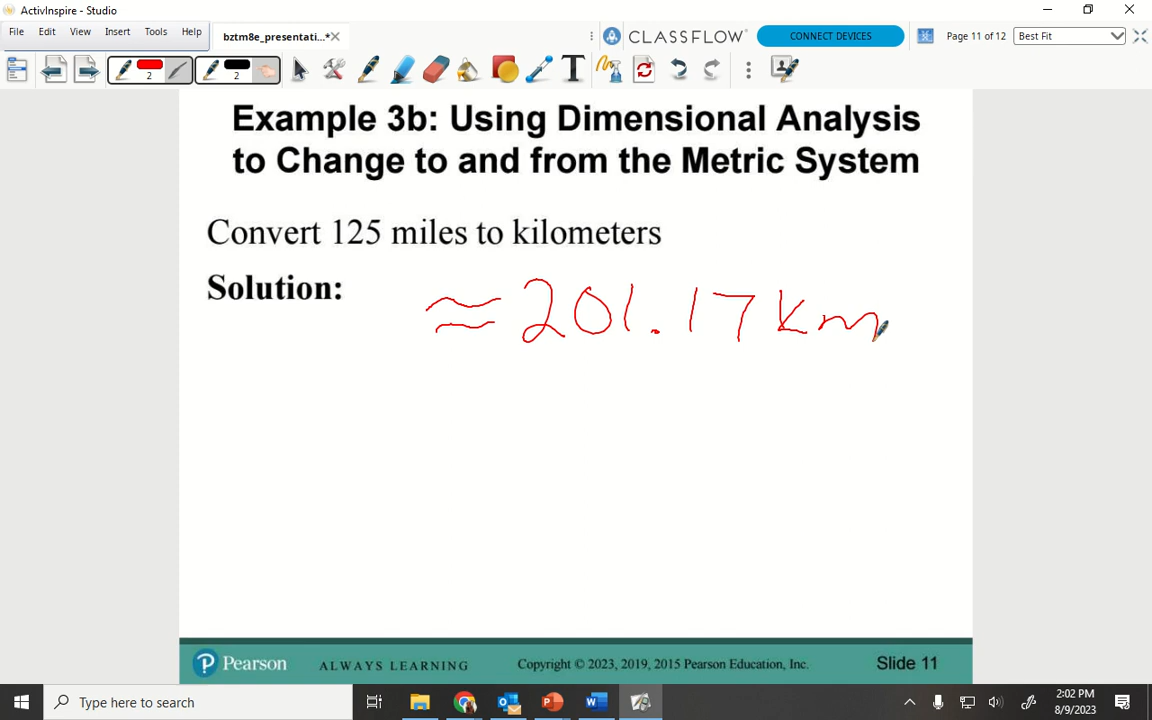 ActivInspire - Studio
File Edit View Insert Tools Help
bztm8e_presentati...*
CLASSFLOW
CONNECT DEVICES
Page 11 of 12
Best Fit
2
2
Example 3b: Using Dimensional Analysis
to Change to and from the Metric System
Convert 125 miles to kilometers
Solution:
≈ 201.17 km
Pearson
ALWAYS LEARNING
Copyright © 2023, 2019, 2015 Pearson Education, Inc.
Slide 11
Type here to search
2:02 PM
8/9/2023